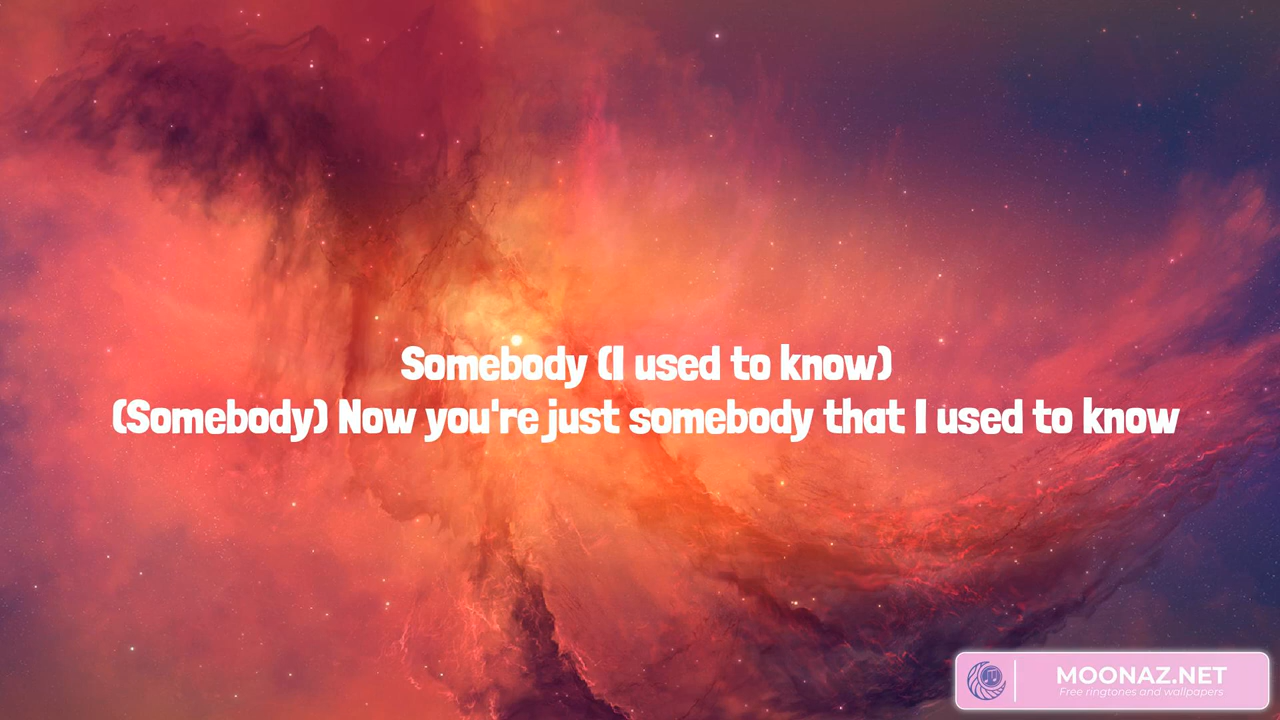 Somebody (I used to know)
(Somebody) Now you're just somebody that I used to know
MOONAZ.NET
Free ringtones and wallpapers